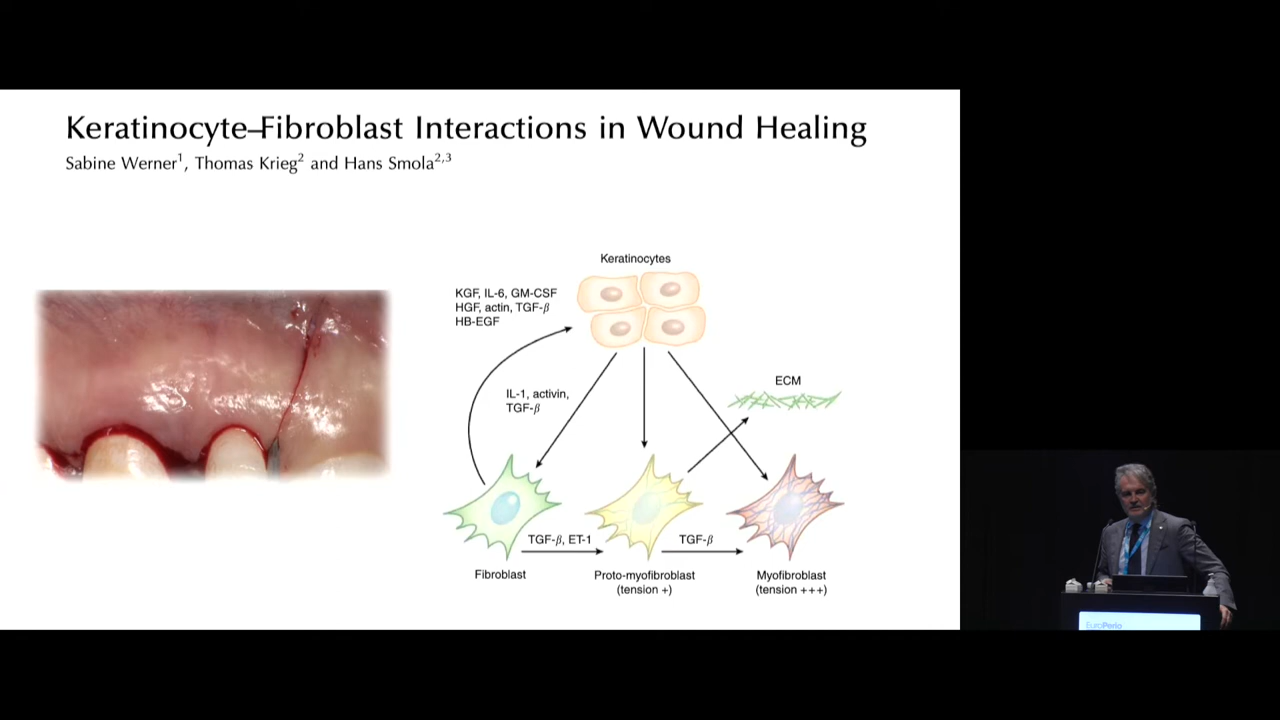 Keratinocyte–Fibroblast Interactions in Wound Healing
Sabine Werner1, Thomas Krieg2 and Hans Smola2,3
Keratinocytes
KGF, IL-6, GM-CSF
HGF, actin, TGF-β
HB-EGF
ECM
IL-1, activin,
TGF-β
TGF-β, ET-1
TGF-β
Fibroblast
Proto-myofibroblast
(tension +)
Myofibroblast
(tension +++)
EuroPerio